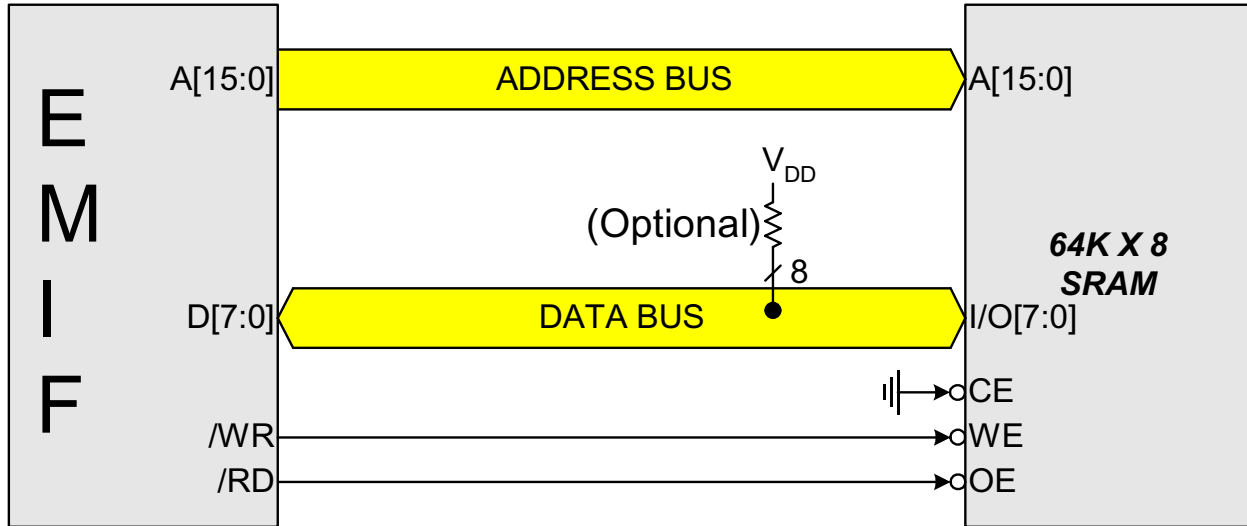 EMIF
A[15:0]
ADDRESS BUS
A[15:0]
VDD
(Optional)
8
64K X 8
SRAM
D[7:0]
DATA BUS
I/O[7:0]
CE
/WR
WE
/RD
OE